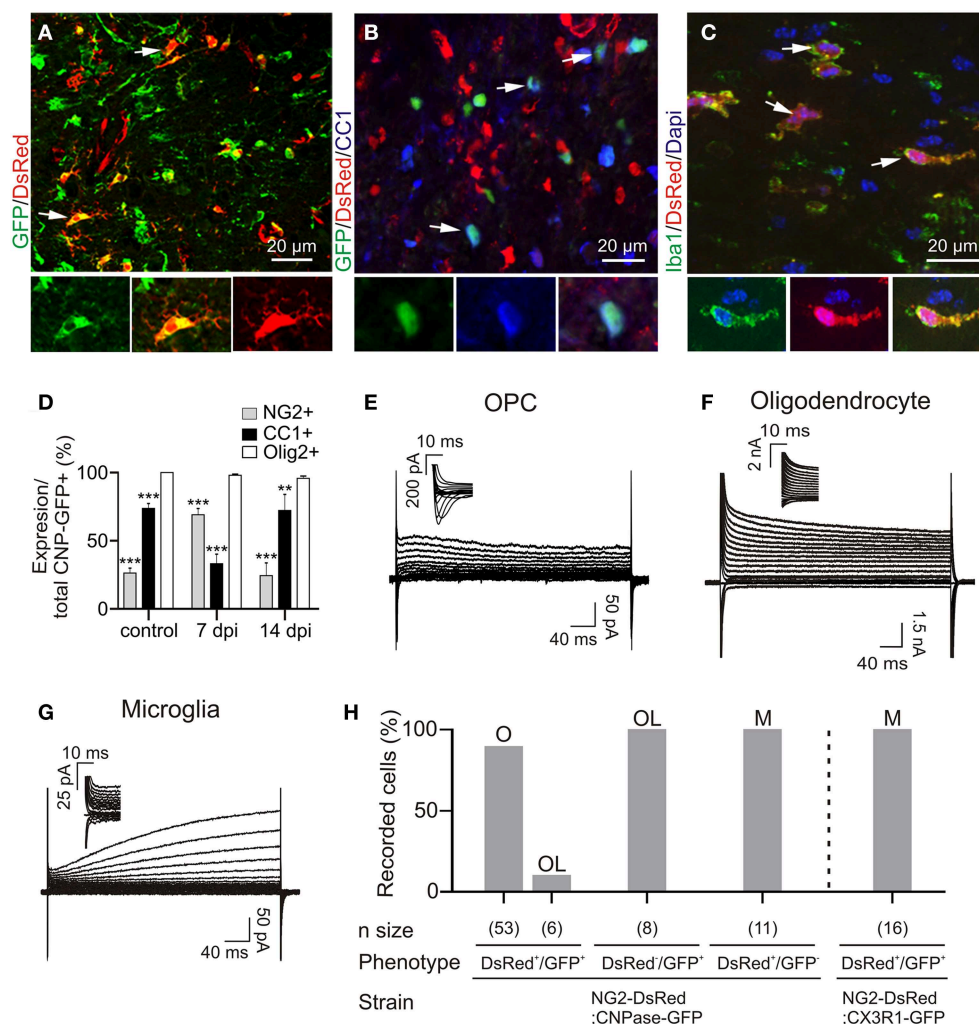 A
B
C
GFP/DsRed
GFP/DsRed/CC1
Iba1/DsRed/Dapi
20 µm
20 µm
20 µm
D
NG2+
CC1+
Olig2+
Expresion/
total CNP-GFP+ (%)
100
50
0
***
***
***
***
***
**
control
7 dpi
14 dpi
E
OPC
10 ms
200 pA
50 pA
40 ms
F
Oligodendrocyte
10 ms
2 nA
1.5 nA
40 ms
G
Microglia
10 ms
25 pA
50 pA
40 ms
H
Recorded cells (%)
100
50
0
O
OL
OL
M
M
n size
(53)
(6)
(8)
(11)
(16)
Phenotype
DsRed⁺/GFP⁺
DsRed⁻/GFP⁺
DsRed⁺/GFP⁻
DsRed⁺/GFP⁺
Strain
NG2-DsRed
:CNPase-GFP
NG2-DsRed
:CX3R1-GFP